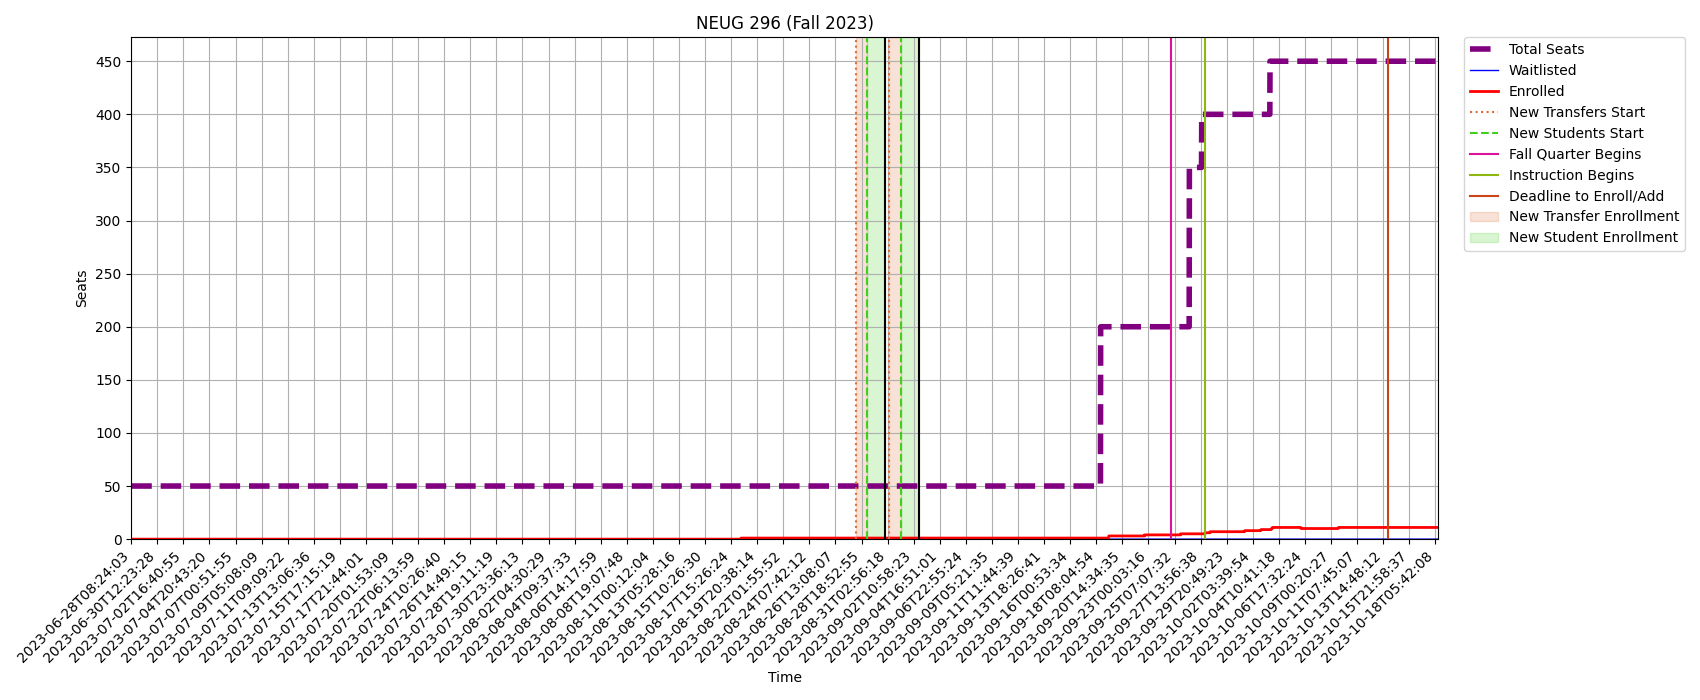 NEUG 296 (Fall 2023)
Total Seats
Waitlisted
Enrolled
New Transfers Start
New Students Start
Fall Quarter Begins
Instruction Begins
Deadline to Enroll/Add
New Transfer Enrollment
New Student Enrollment
Seats
450
400
350
300
250
200
150
100
50
0
2023-06-28T08:24:03
2023-06-30T12:23:28
2023-07-02T16:40:55
2023-07-04T20:43:20
2023-07-07T00:51:55
2023-07-09T05:08:09
2023-07-11T09:09:22
2023-07-13T13:06:36
2023-07-15T17:15:19
2023-07-17T21:44:01
2023-07-20T01:53:09
2023-07-22T06:13:59
2023-07-24T10:26:40
2023-07-26T14:49:15
2023-07-28T19:11:19
2023-07-30T23:36:13
2023-08-02T04:30:29
2023-08-04T09:37:33
2023-08-06T14:17:59
2023-08-08T19:07:48
2023-08-11T00:12:04
2023-08-13T05:28:16
2023-08-15T10:26:30
2023-08-17T15:26:24
2023-08-19T20:38:14
2023-08-22T01:55:52
2023-08-24T07:42:12
2023-08-26T13:08:07
2023-08-28T18:52:55
2023-08-31T02:56:18
2023-09-02T10:58:23
2023-09-04T16:51:01
2023-09-06T22:55:24
2023-09-09T05:21:35
2023-09-11T11:44:39
2023-09-13T18:26:41
2023-09-16T00:53:34
2023-09-18T08:04:54
2023-09-20T14:34:35
2023-09-23T00:03:16
2023-09-25T07:07:32
2023-09-27T13:56:38
2023-09-29T20:49:23
2023-10-02T03:39:54
2023-10-04T10:41:18
2023-10-06T17:32:24
2023-10-09T00:20:27
2023-10-11T07:45:07
2023-10-13T14:48:12
2023-10-15T21:58:37
2023-10-18T05:42:08
Time